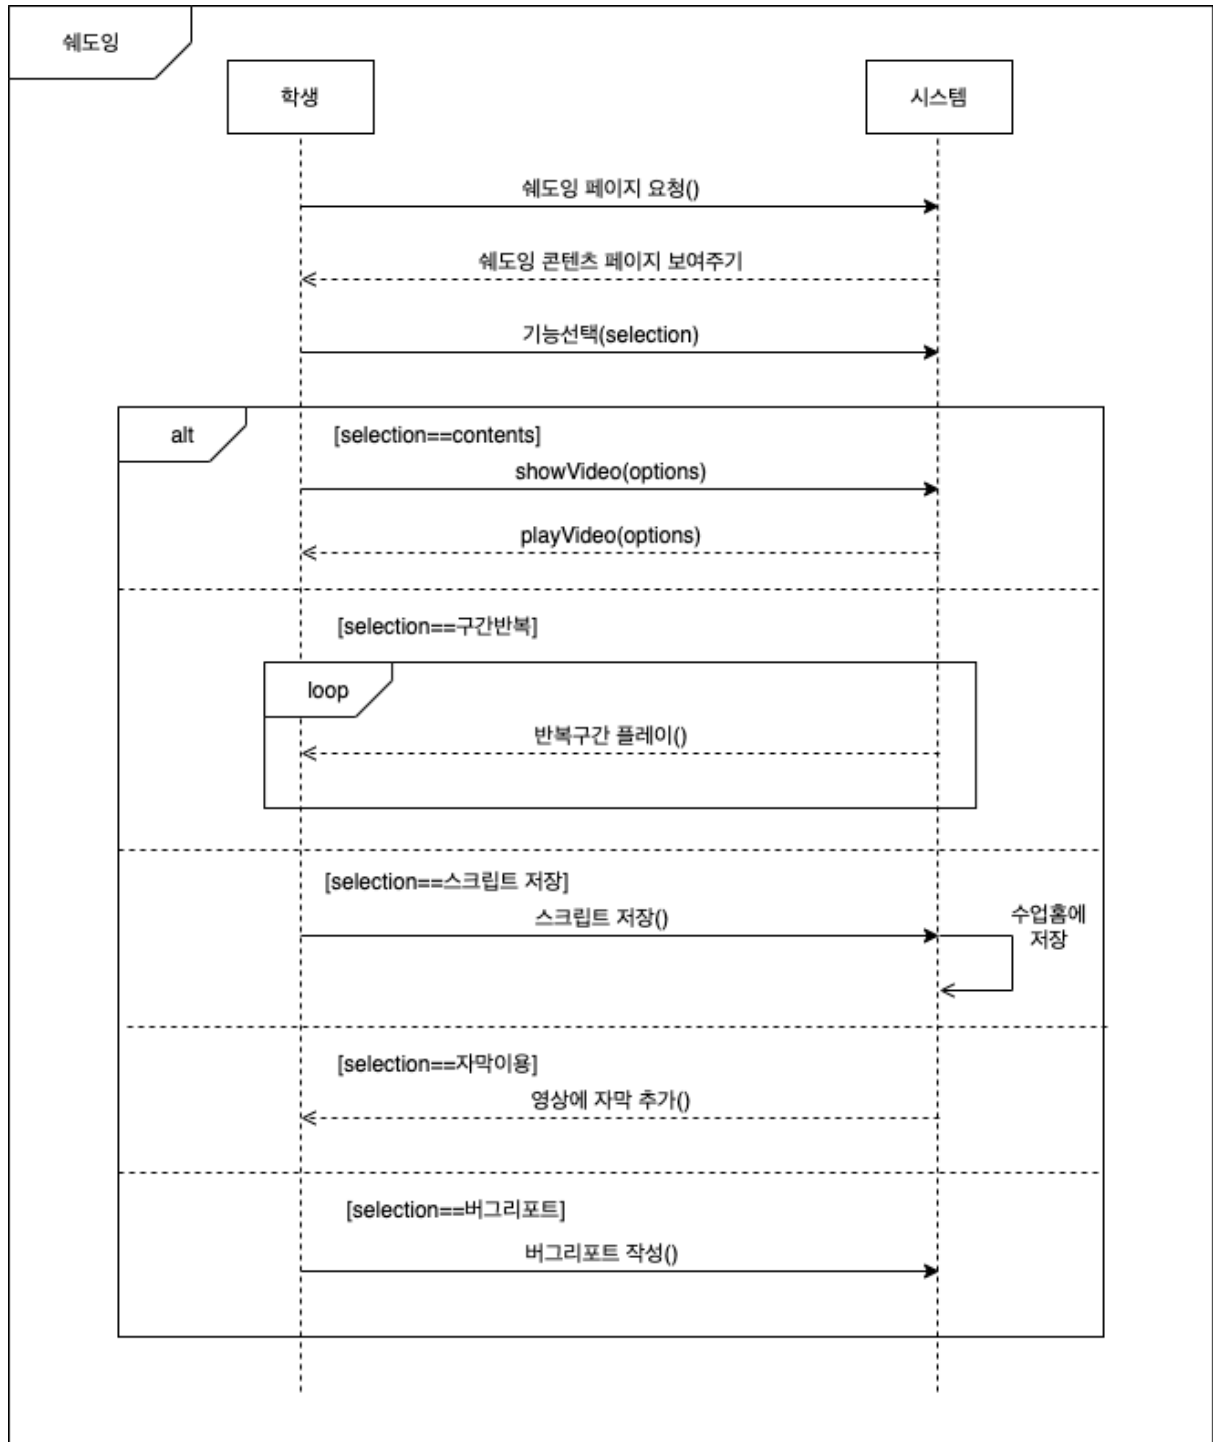 쉐도잉
학생
시스템
쉐도잉 페이지 요청()
쉐도잉 콘텐츠 페이지 보여주기
기능선택(selection)
alt
[selection==contents]
showVideo(options)
playVideo(options)
[selection==구간반복]
loop
반복구간 플레이()
[selection==스크립트 저장]
스크립트 저장()
수업홈에
저장
[selection==자막이용]
영상에 자막 추가()
[selection==버그리포트]
버그리포트 작성()